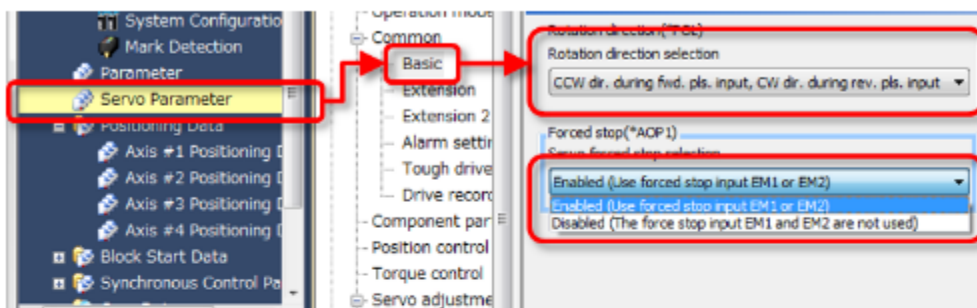 System Configuratio
Mark Detection
Parameter
Servo Parameter
Positioning Data
Axis #1 Positioning D
Axis #2 Positioning D
Axis #3 Positioning D
Axis #4 Positioning D
Block Start Data
Synchronous Control Pa
Operation mode
Common
Basic
Extension
Extension 2
Alarm settin
Tough drive
Drive record
Component par
Position control
Torque control
Servo adjustme
Rotation direction(*POL)
Rotation direction selection
CCW dir. during fwd. pls. input, CW dir. during rev. pls. input
Forced stop(*AOP1)
Servo forced stop selection
Enabled (Use forced stop input EM1 or EM2)
Enabled (Use forced stop input EM1 or EM2)
Disabled (The force stop input EM1 and EM2 are not used)